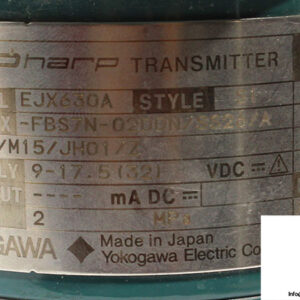 harp TRANSMITTER
EJX630A STYLE
/M15/JH01/Z
9-17.5(32) VDC
mA DC
2 MPa
GAWA Made in Japan
Yokogawa Electric Co